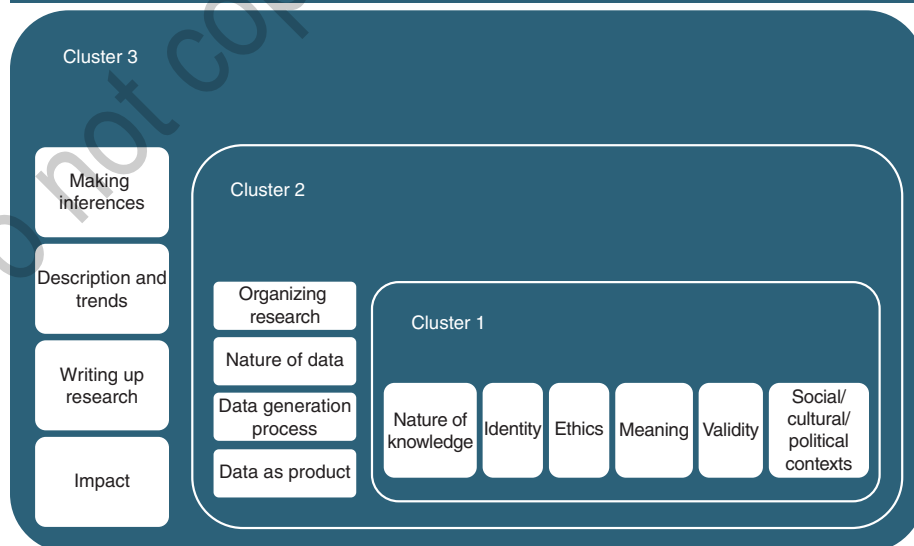 Cluster 3
Making
inferences
Description and
trends
Writing up
research
Impact
Cluster 2
Organizing
research
Nature of data
Data generation
process
Data as product
Cluster 1
Nature of
knowledge
Identity
Ethics
Meaning
Validity
Social/
cultural/
political
contexts
not